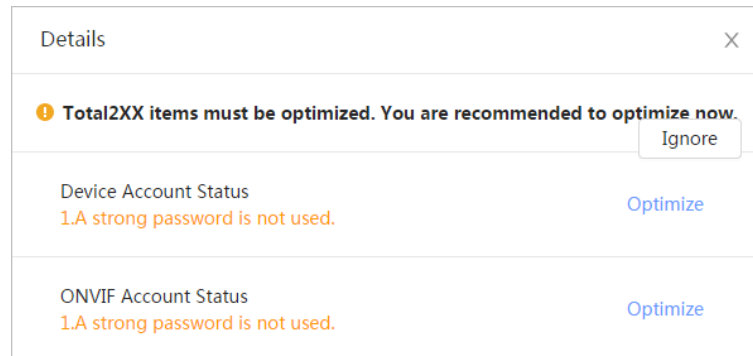 Details
Total2XX items must be optimized. You are recommended to optimize now.
Ignore
Device Account Status
Optimize
1.A strong password is not used.
ONVIF Account Status
Optimize
1.A strong password is not used.